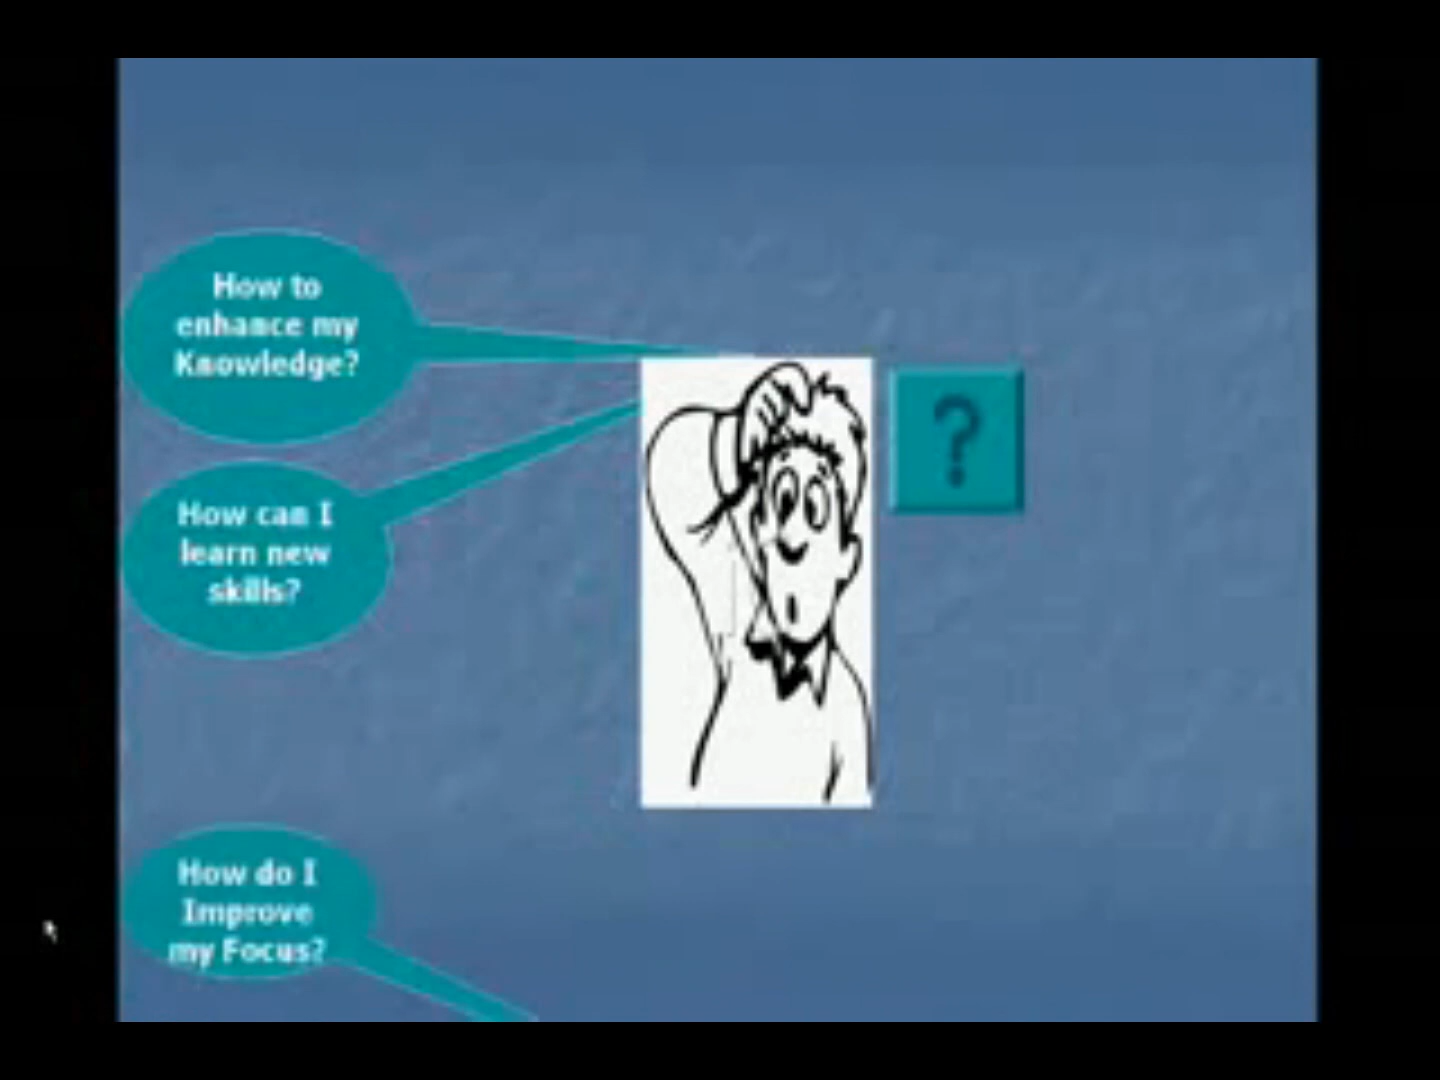 How to
enhance my
Knowledge?
?
How can I
learn new
skills?
How do I
Improve
my Focus?